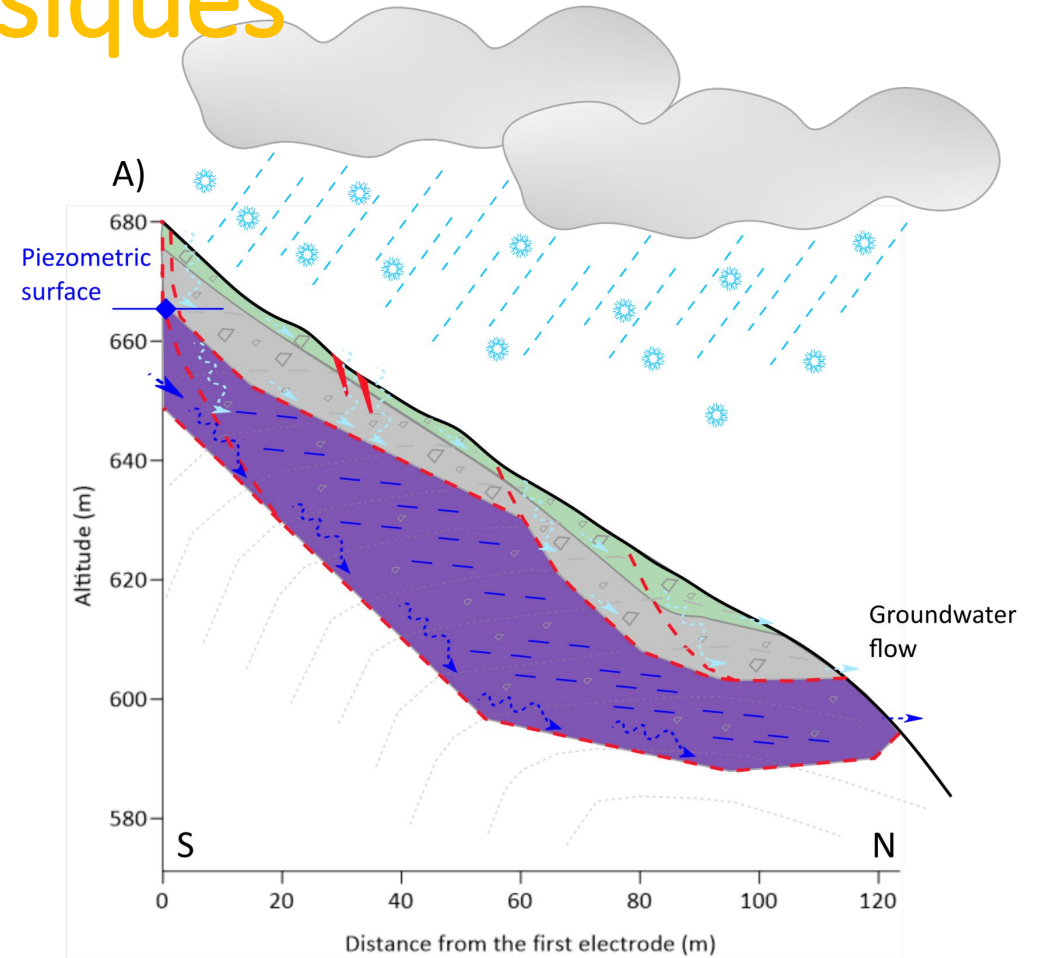 siques
A)
680
Piezometric
surface
660
640
620
600
580
Altitude (m)
Groundwater
flow
S
N
0
20
40
60
80
100
120
Distance from the first electrode (m)